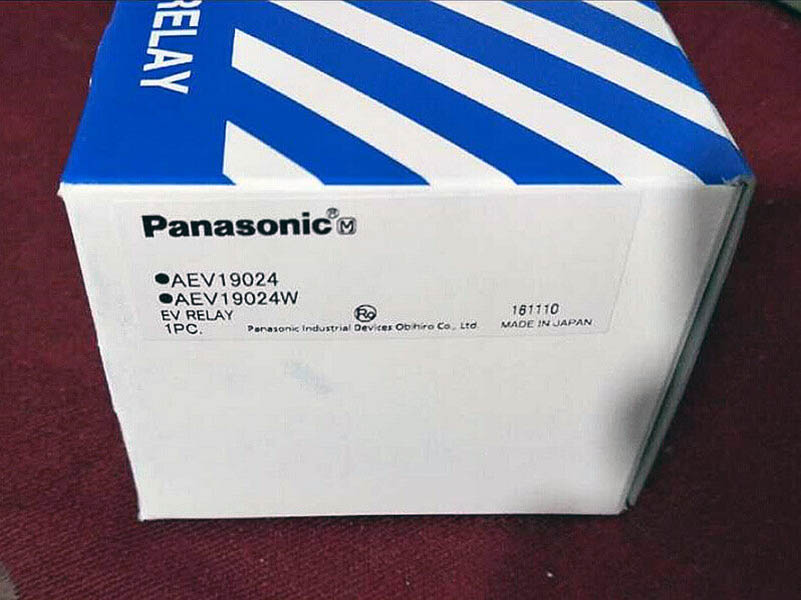 RELAY
Panasonic® M
●AEV19024
●AEV19024W
EV RELAY
1PC.
Panasonic Industrial Devices Obihiro Co., Ltd.
161110
MADE IN JAPAN